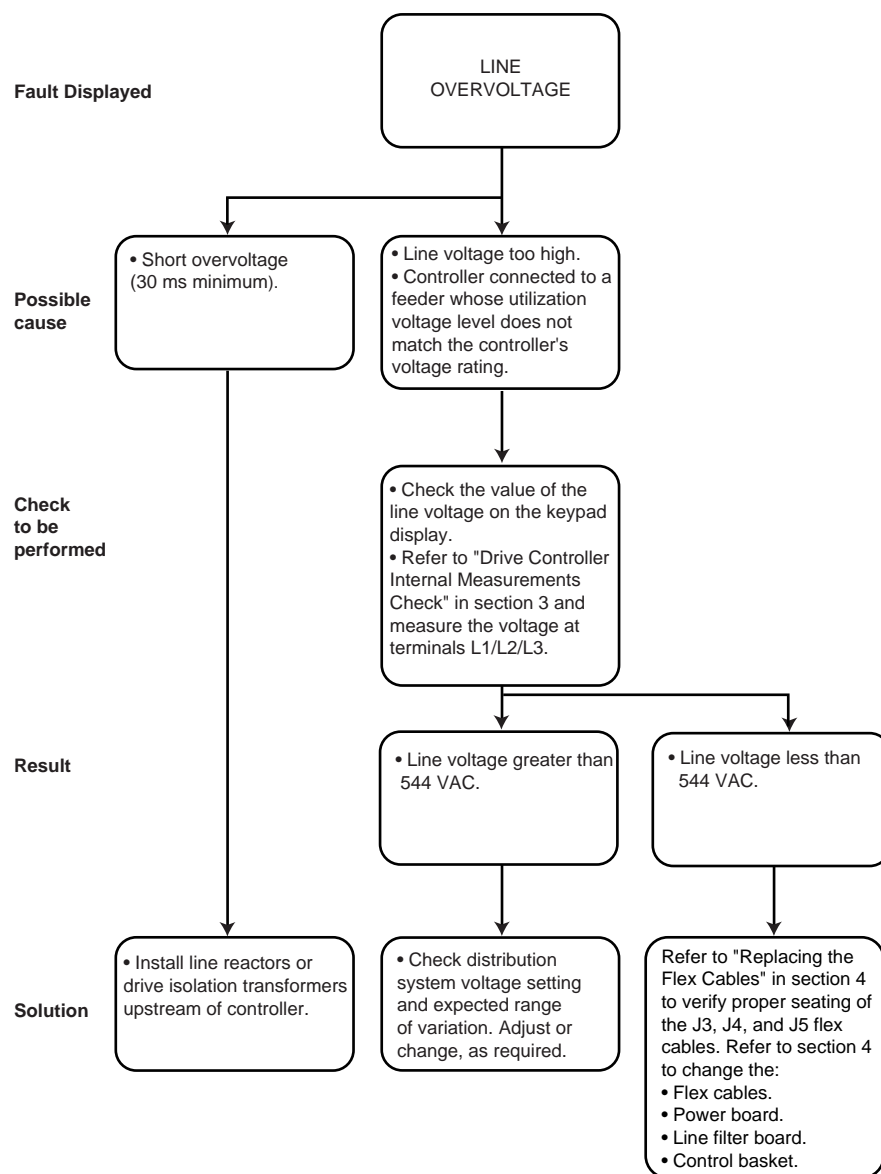 Fault Displayed
LINE
OVERVOLTAGE
Possible
cause
• Short overvoltage
(30 ms minimum).
• Line voltage too high.
• Controller connected to a
feeder whose utilization
voltage level does not
match the controller's
voltage rating.
Check
to be
performed
• Check the value of the
line voltage on the keypad
display.
• Refer to "Drive Controller
Internal Measurements
Check" in section 3 and
measure the voltage at
terminals L1/L2/L3.
Result
• Line voltage greater than
544 VAC.
• Line voltage less than
544 VAC.
Solution
• Install line reactors or
drive isolation transformers
upstream of controller.
• Check distribution
system voltage setting
and expected range
of variation. Adjust or
change, as required.
Refer to "Replacing the
Flex Cables" in section 4
to verify proper seating of
the J3, J4, and J5 flex
cables. Refer to section 4
to change the:
• Flex cables.
• Power board.
• Line filter board.
• Control basket.